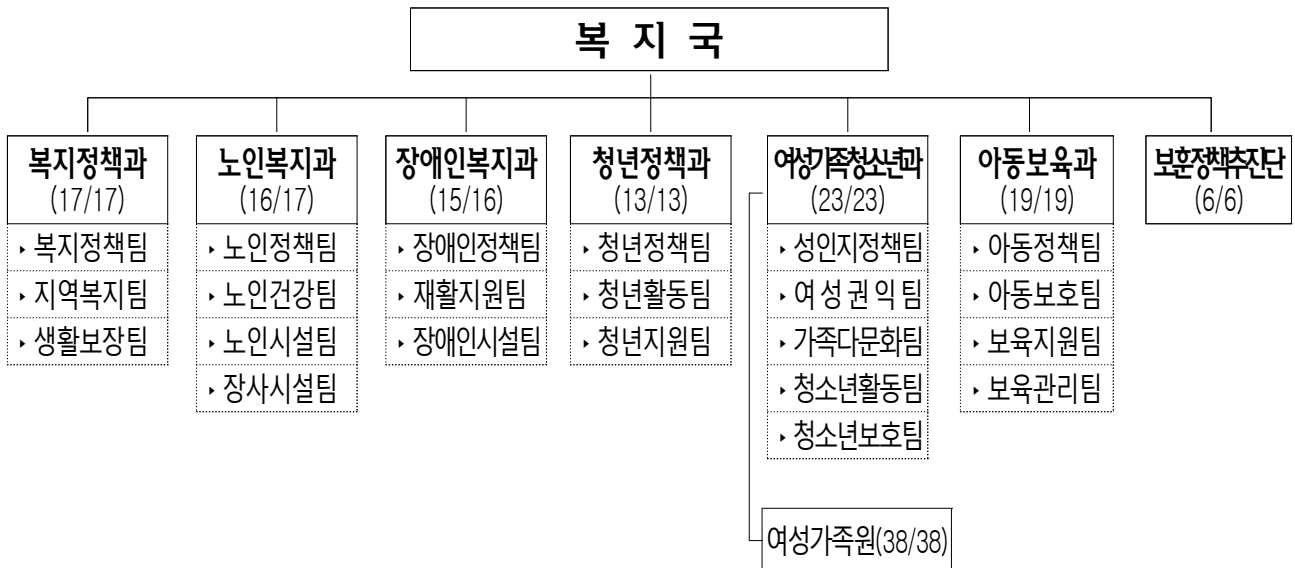 복 지 국
복지정책과
(17/17)
‣ 복지정책팀
‣ 지역복지팀
‣ 생활보장팀
노인복지과
(16/17)
‣ 노인정책팀
‣ 노인건강팀
‣ 노인시설팀
‣ 장사시설팀
장애인복지과
(15/16)
‣ 장애인정책팀
‣ 재활지원팀
‣ 장애인시설팀
청년정책과
(13/13)
‣ 청년정책팀
‣ 청년활동팀
‣ 청년지원팀
여성가족청소년과
(23/23)
‣ 성인지정책팀
‣ 여 성 권 익 팀
‣ 가족다문화팀
‣ 청소년활동팀
‣ 청소년보호팀
여성가족원(38/38)
아동보육과
(19/19)
‣ 아동정책팀
‣ 아동보호팀
‣ 보육지원팀
‣ 보육관리팀
보훈정책추진단
(6/6)